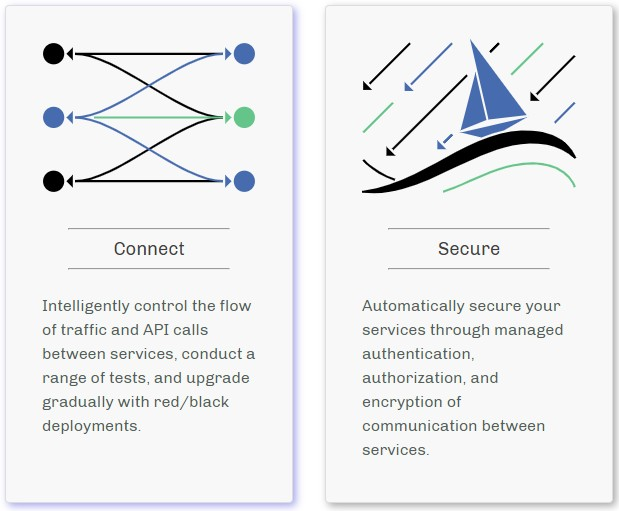 Connect
Intelligently control the flow
of traffic and API calls
between services, conduct a
range of tests, and upgrade
gradually with red/black
deployments.
Secure
Automatically secure your
services through managed
authentication,
authorization, and
encryption of
communication between
services.